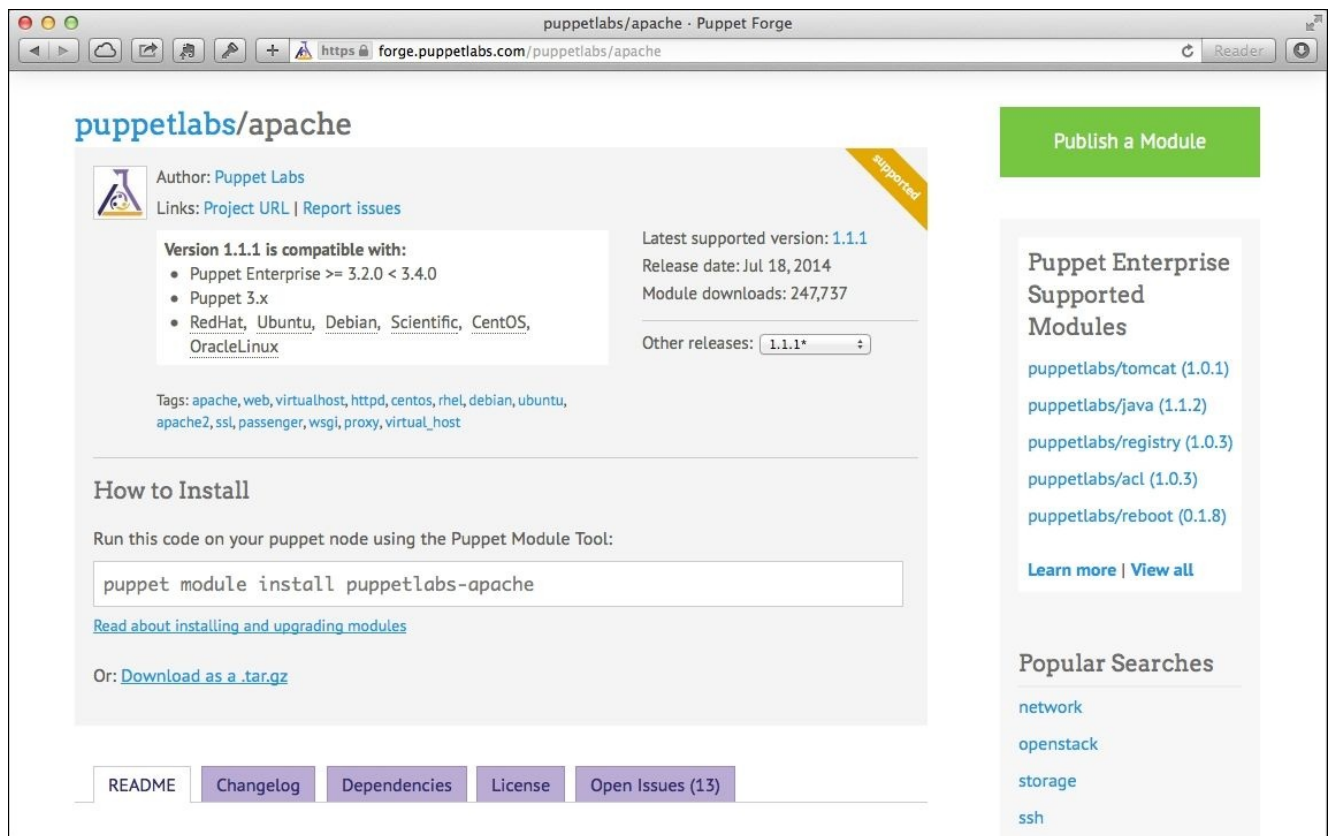 puppetlabs/apache · Puppet Forge
https forge.puppetlabs.com/puppetlabs/apache
Reader
puppetlabs/apache
supported
Author: Puppet Labs
Links: Project URL | Report issues
Version 1.1.1 is compatible with:
• Puppet Enterprise >= 3.2.0 < 3.4.0
• Puppet 3.x
• RedHat, Ubuntu, Debian, Scientific, CentOS,
OracleLinux
Latest supported version: 1.1.1
Release date: Jul 18, 2014
Module downloads: 247,737
Other releases: 1.1.1*
Tags: apache, web, virtualhost, httpd, centos, rhel, debian, ubuntu,
apache2, ssl, passenger, wsgi, proxy, virtual_host
How to Install
Run this code on your puppet node using the Puppet Module Tool:
puppet module install puppetlabs-apache
Read about installing and upgrading modules
Or: Download as a .tar.gz
README
Changelog
Dependencies
License
Open Issues (13)
Publish a Module
Puppet Enterprise
Supported
Modules
puppetlabs/tomcat (1.0.1)
puppetlabs/java (1.1.2)
puppetlabs/registry (1.0.3)
puppetlabs/acl (1.0.3)
puppetlabs/reboot (0.1.8)
Learn more | View all
Popular Searches
network
openstack
storage
ssh